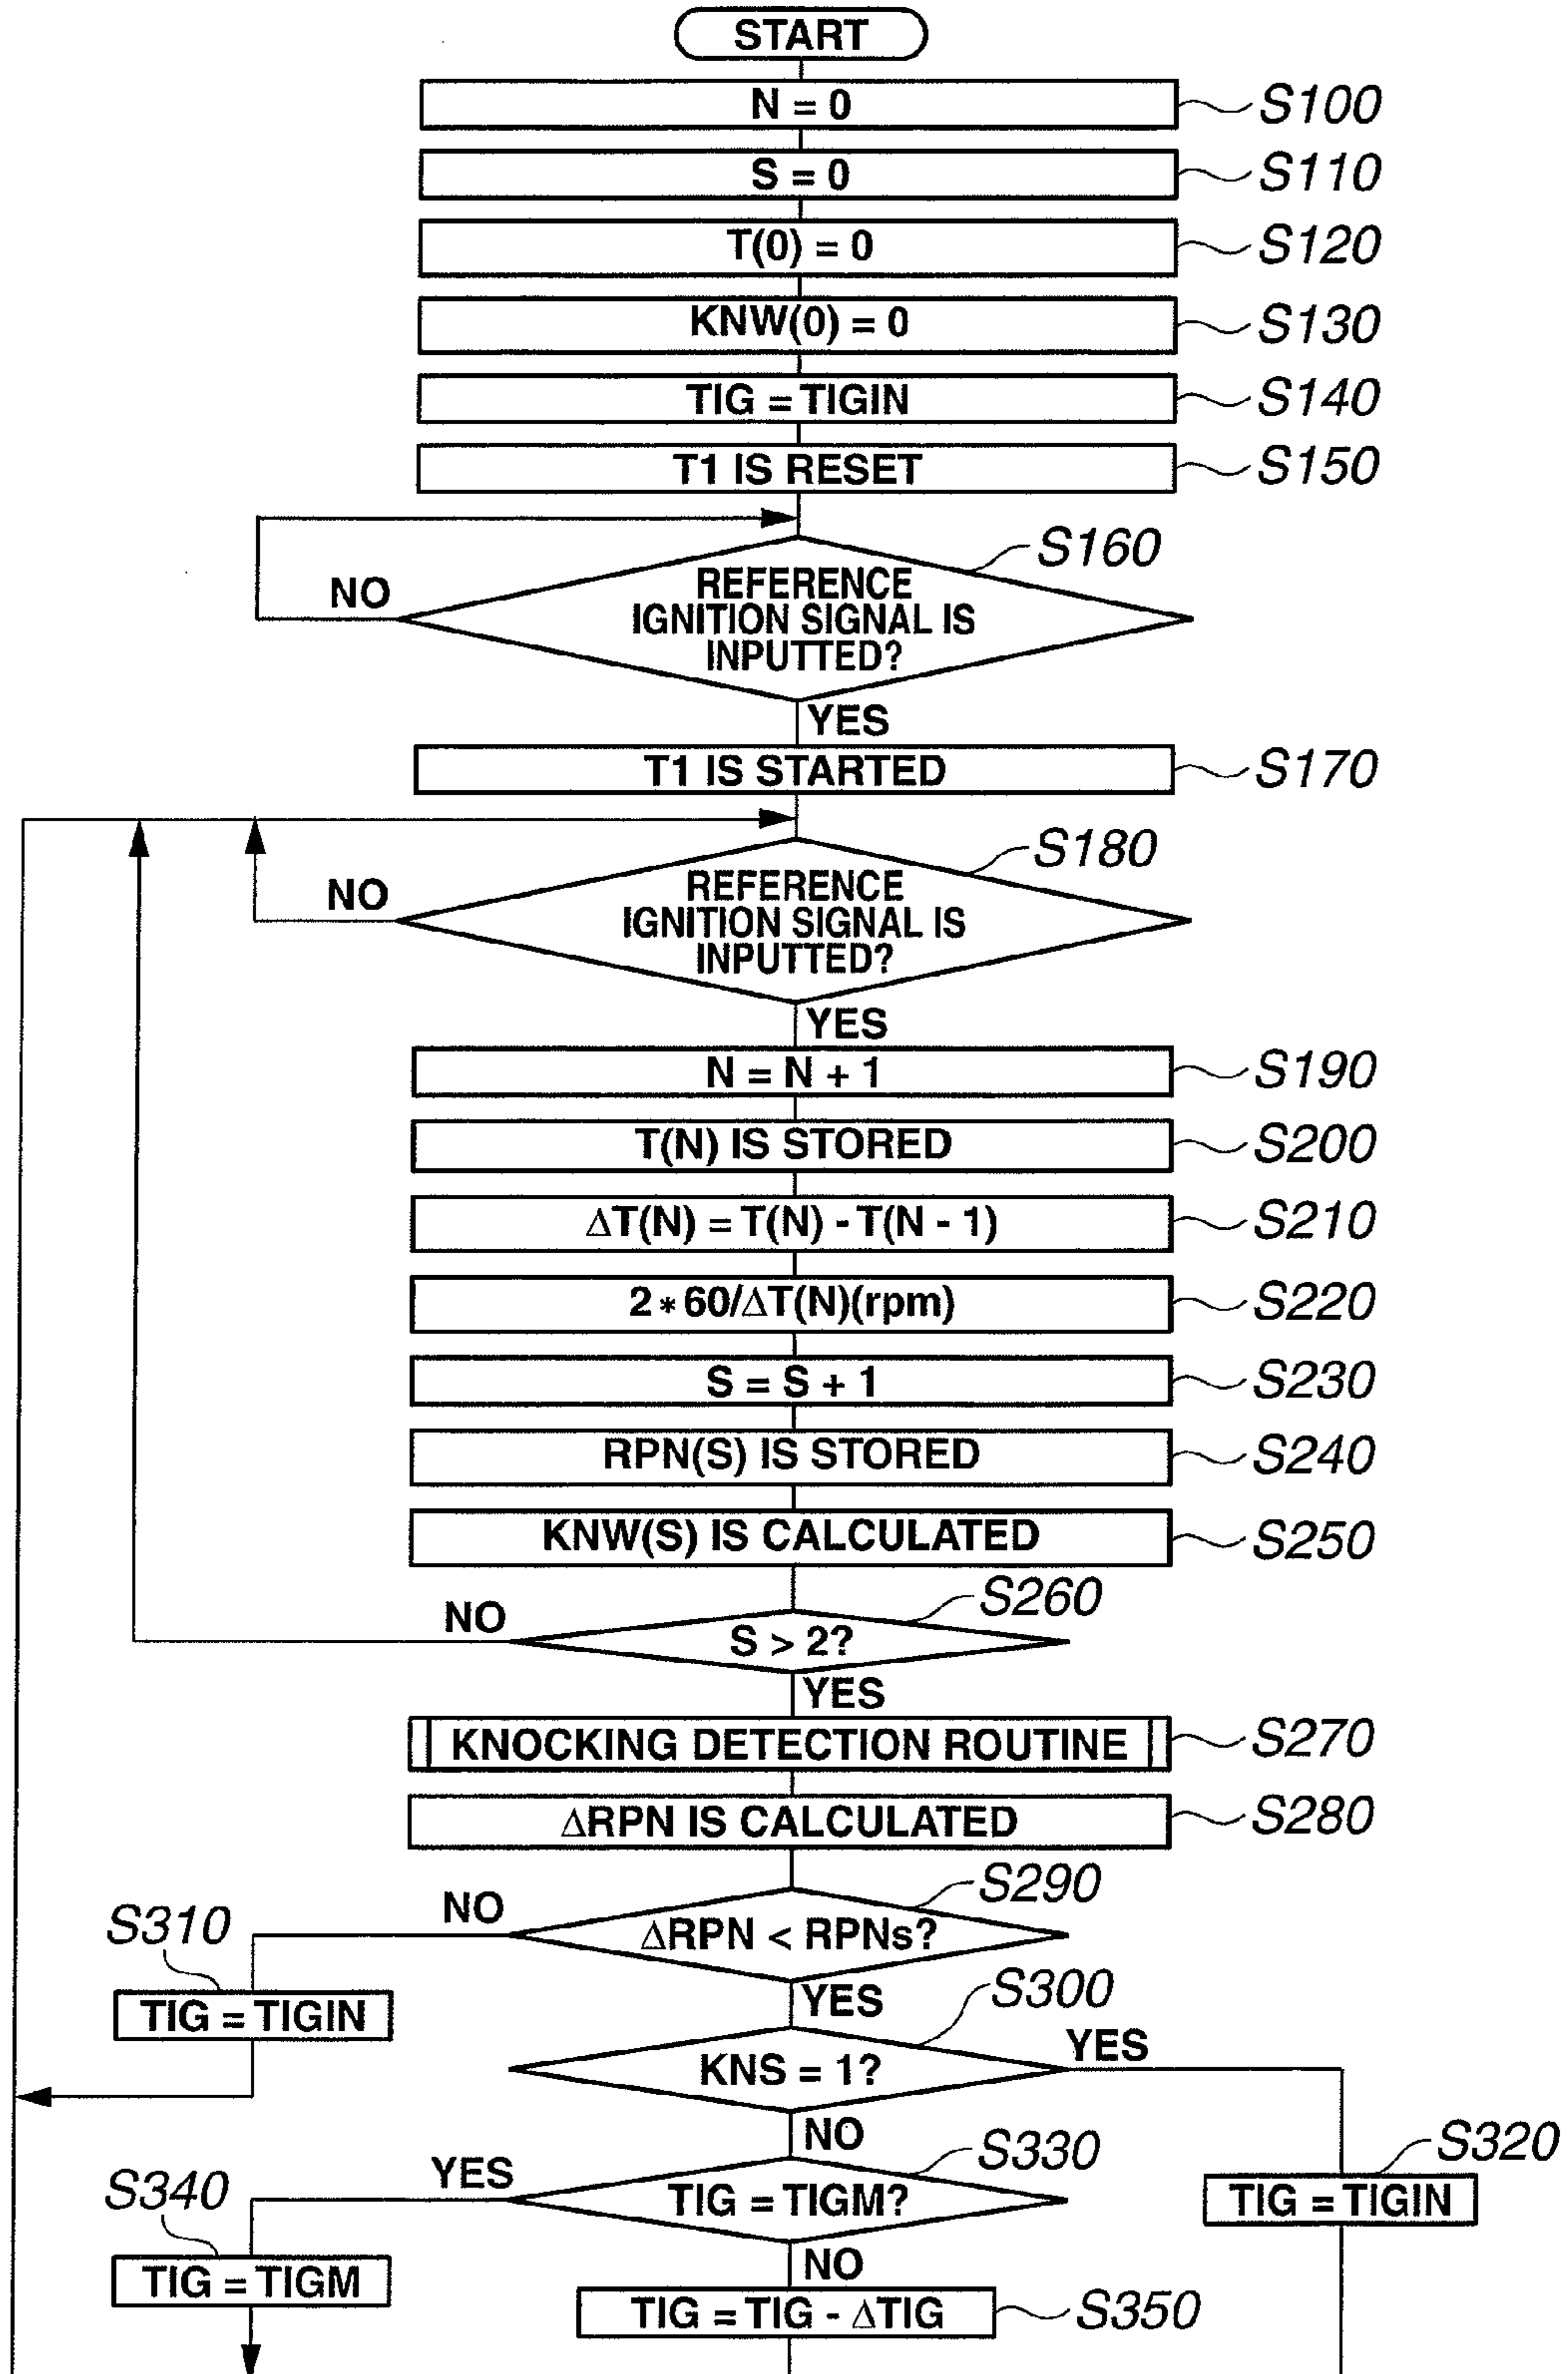 START
N = 0
S100
S = 0
S110
T(0) = 0
S120
KNW(0) = 0
S130
TIG = TIGIN
S140
T1 IS RESET
S150
S160
REFERENCE
IGNITION SIGNAL IS
INPUTTED?
NO
YES
T1 IS STARTED
S170
S180
REFERENCE
IGNITION SIGNAL IS
INPUTTED?
NO
YES
N = N + 1
S190
T(N) IS STORED
S200
ΔT(N) = T(N) - T(N - 1)
S210
2 * 60/ΔT(N)(rpm)
S220
S = S + 1
S230
RPN(S) IS STORED
S240
KNW(S) IS CALCULATED
S250
S260
NO
S > 2?
YES
KNOCKING DETECTION ROUTINE
S270
ΔRPN IS CALCULATED
S280
S290
NO
ΔRPN < RPNs?
S310
YES
S300
TIG = TIGIN
YES
KNS = 1?
NO
S330
S320
YES
S340
TIG = TIGM?
TIG = TIGIN
NO
TIG = TIGM
TIG = TIG - ΔTIG
S350